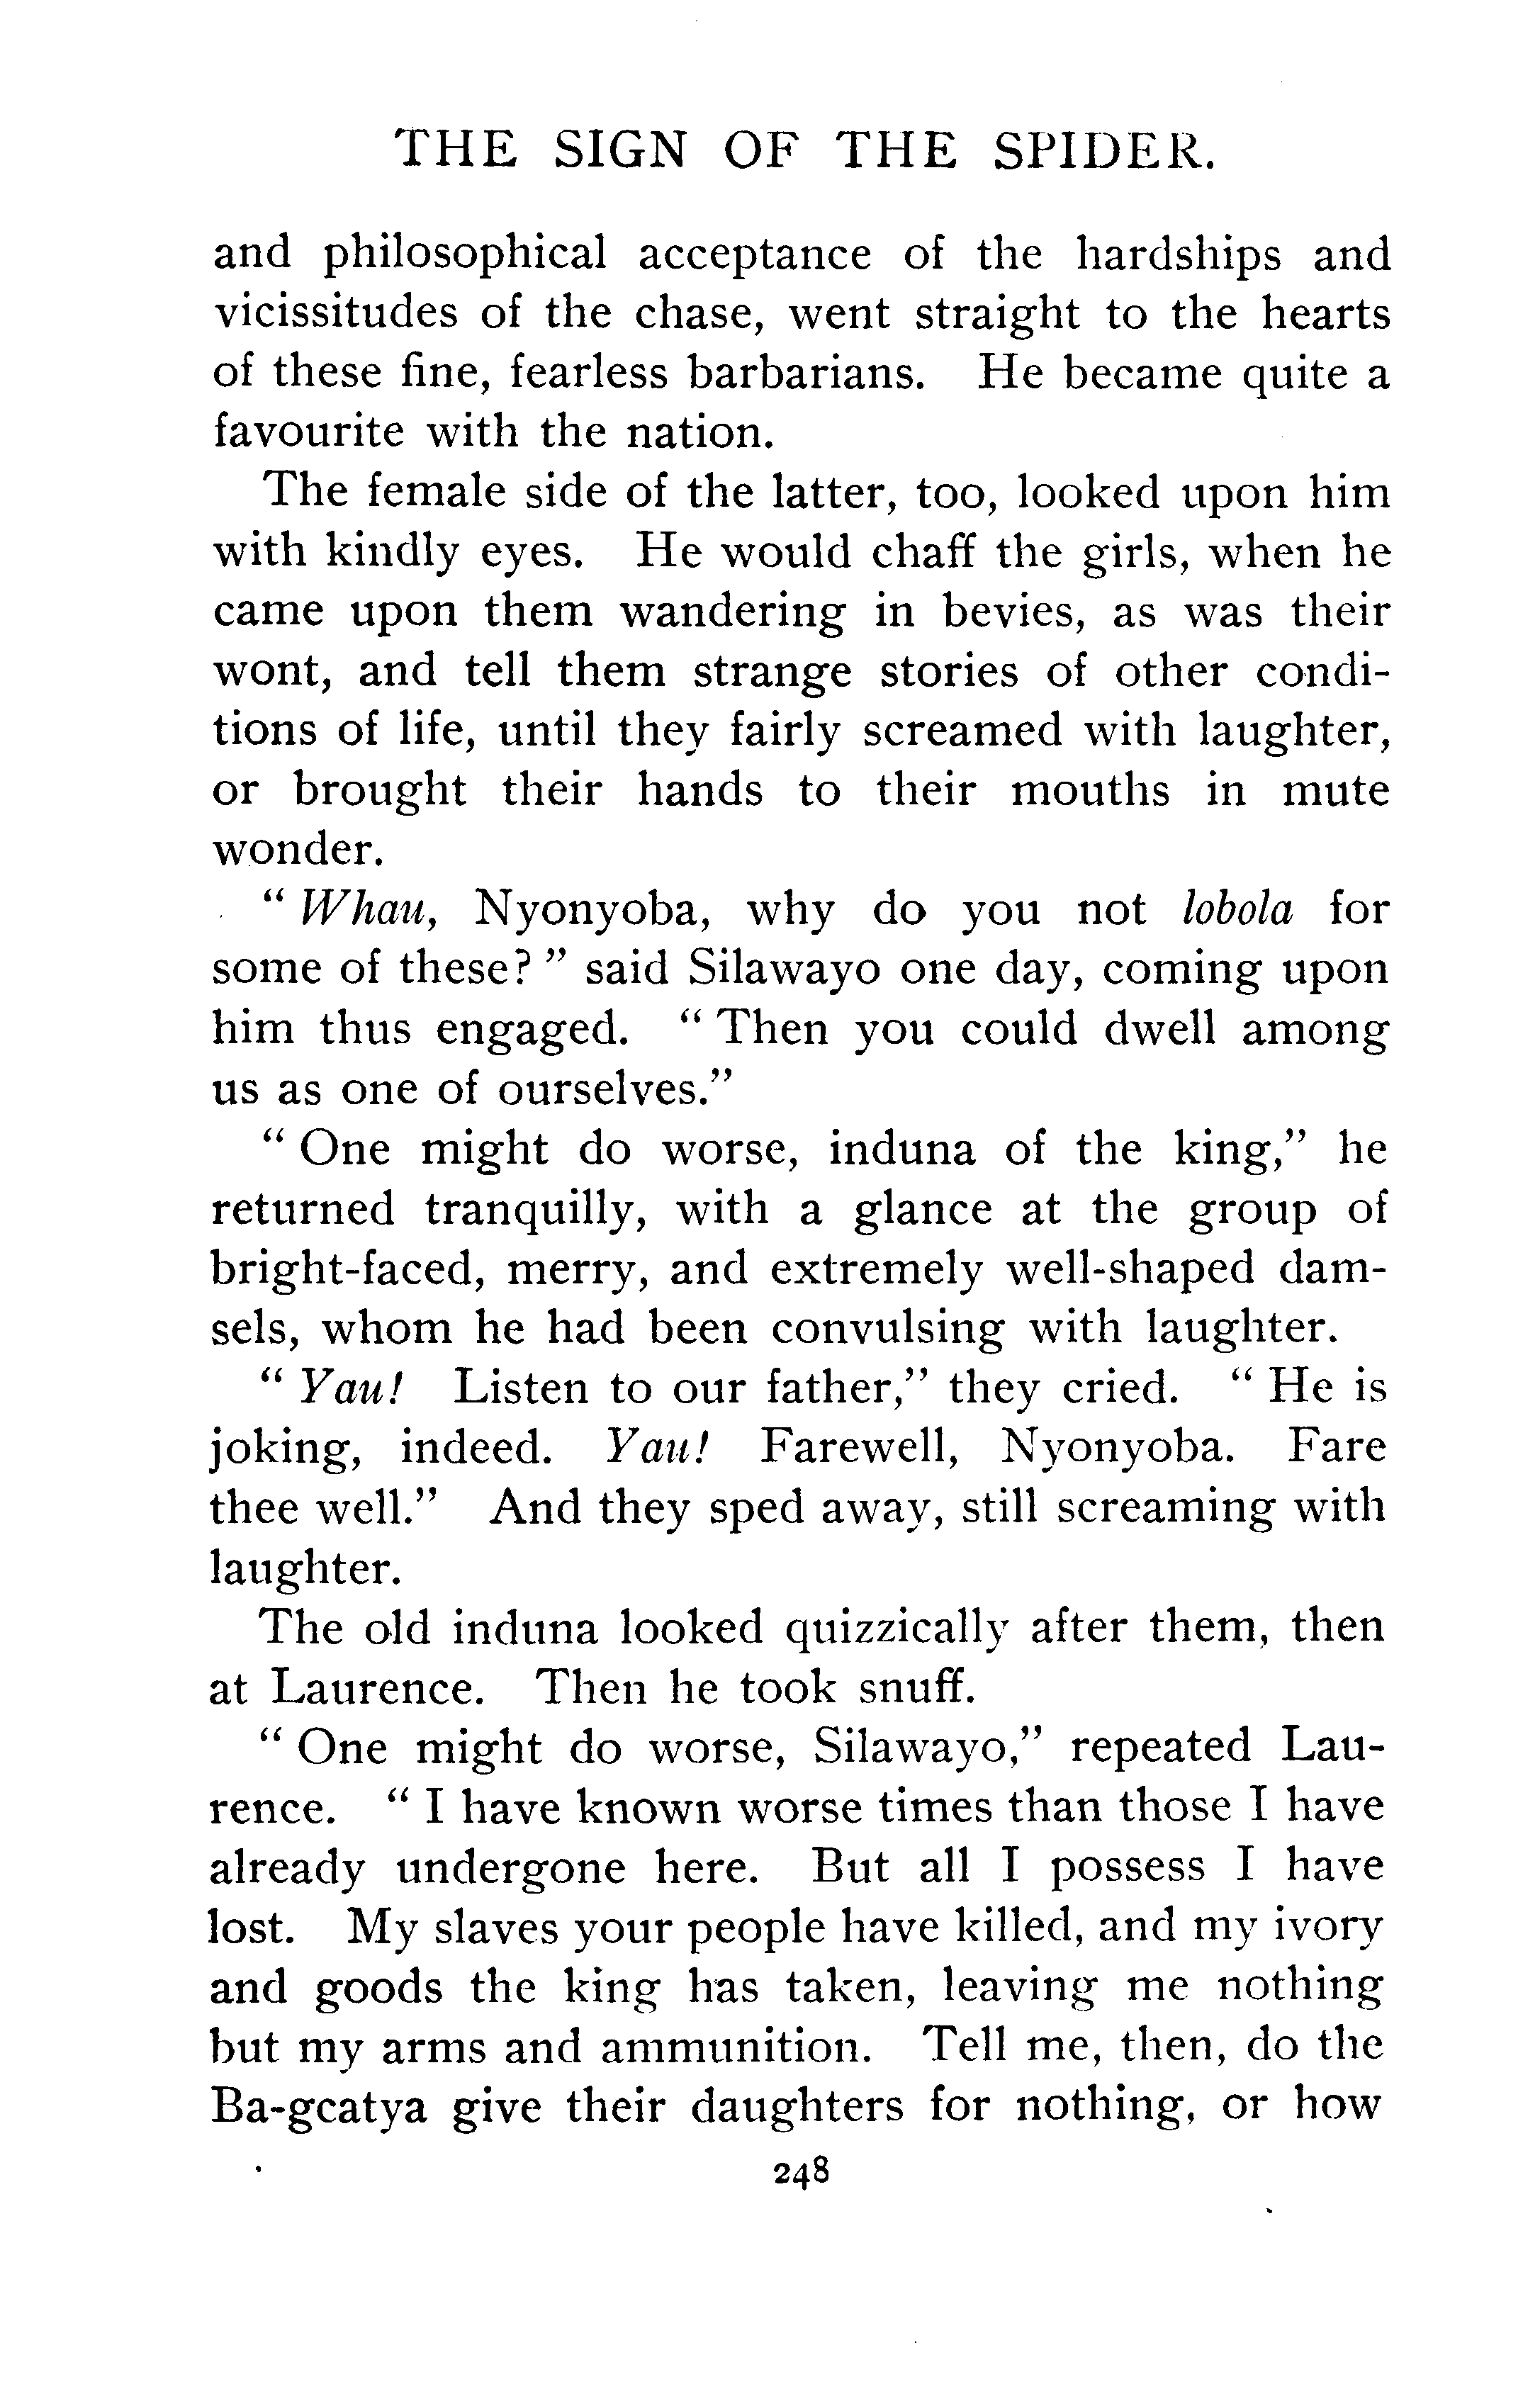 THE SIGN OF THE SPIDER.
and philosophical acceptance of the hardships and
vicissitudes of the chase, went straight to the hearts
of these fine, fearless barbarians. He became quite a
favourite with the nation.
The female side of the latter, too, looked upon him
with kindly eyes. He would chaff the girls, when he
came upon them wandering in bevies, as was their
wont, and tell them strange stories of other condi-
tions of life, until they fairly screamed with laughter,
or brought their hands to their mouths in mute
wonder.
“ Whau, Nyonyoba, why do you not lobola for
some of these? ” said Silawayo one day, coming upon
him thus engaged. “ Then you could dwell among
us as one of ourselves.”
“ One might do worse, induna of the king,” he
returned tranquilly, with a glance at the group of
bright-faced, merry, and extremely well-shaped dam-
sels, whom he had been convulsing with laughter.
“ Yau! Listen to our father,” they cried. “ He is
joking, indeed. Yau! Farewell, Nyonyoba. Fare
thee well.” And they sped away, still screaming with
laughter.
The old induna looked quizzically after them, then
at Laurence. Then he took snuff.
“ One might do worse, Silawayo,” repeated Lau-
rence. “ I have known worse times than those I have
already undergone here. But all I possess I have
lost. My slaves your people have killed, and my ivory
and goods the king has taken, leaving me nothing
but my arms and ammunition. Tell me, then, do the
Ba-gcatya give their daughters for nothing, or how
248